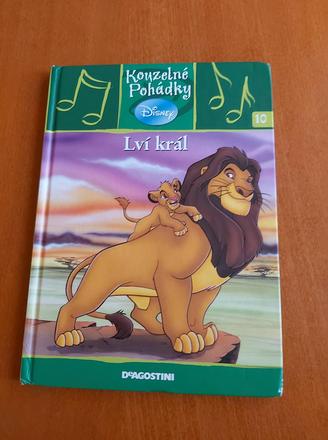 Kouzelné
Pohádky
Disney
10
Lví král
DeAGOSTINI